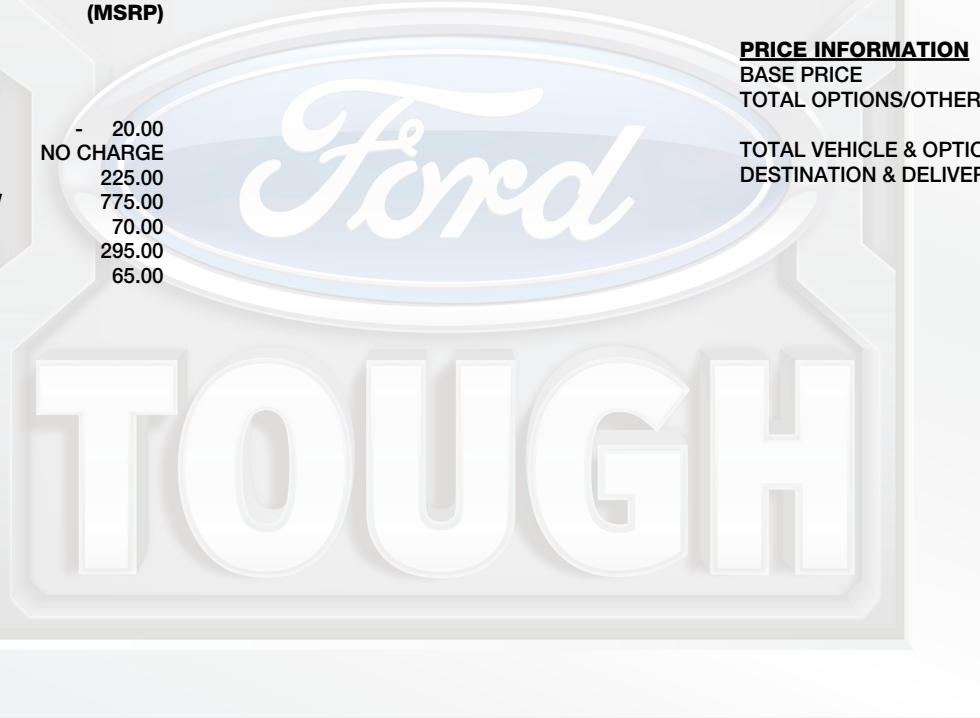 (MSRP)
- 20.00
NO CHARGE
225.00
775.00
70.00
295.00
65.00
PRICE INFORMATION
BASE PRICE
TOTAL OPTIONS/OTHER
TOTAL VEHICLE & OPTIO
DESTINATION & DELIVER
Ford
TOUGH